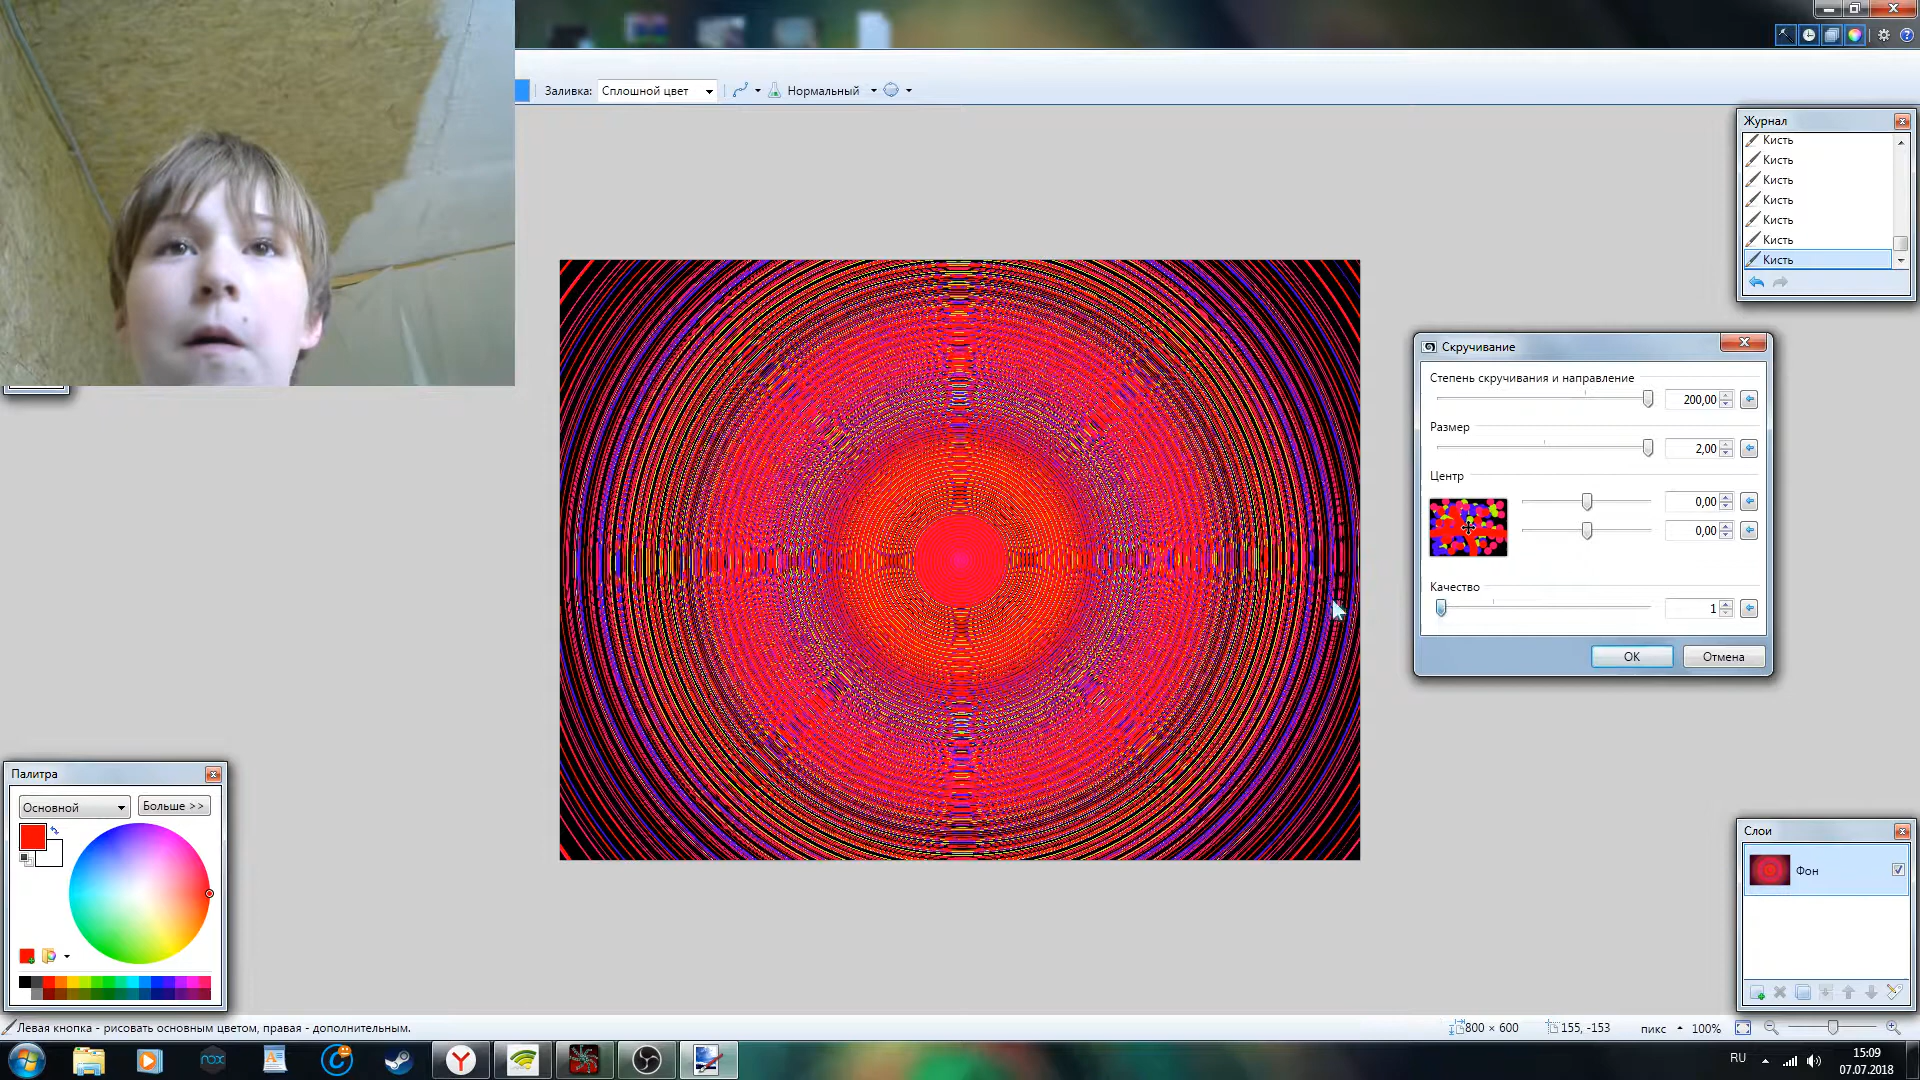 Заливка: Сплошной цвет Нормальный
Журнал
Кисть
Кисть
Кисть
Кисть
Кисть
Кисть
Кисть
Скручивание
Степень скручивания и направление
200,00
Размер
2,00
Центр
0,00
0,00
Качество
1
OK Отмена
Палитра
Основной Больше >>
Слои
Фон
Левая кнопка - рисовать основным цветом, правая - дополнительным.
800 × 600 155, -153 пикс 100%
nox
RU 15:09
07.07.2018